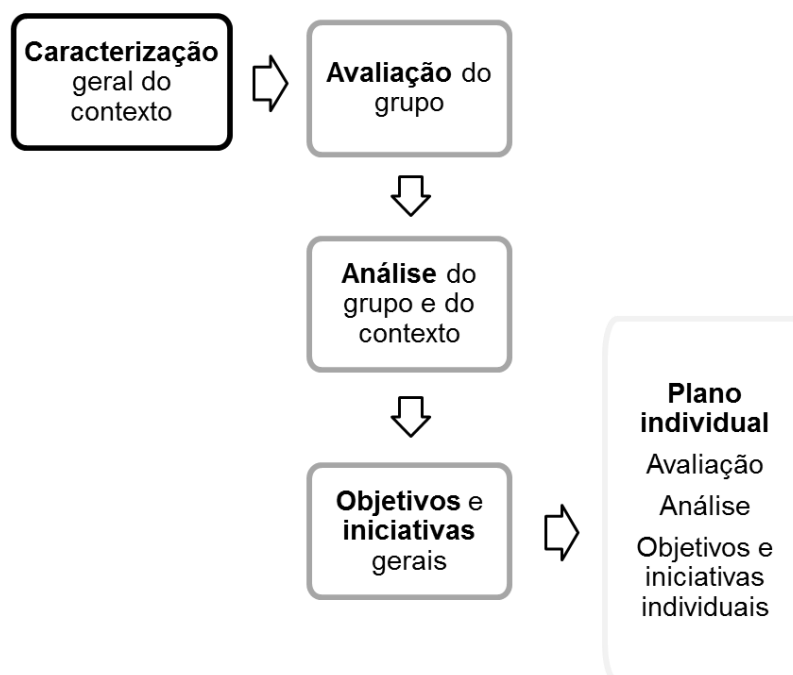 Caracterização
geral do
contexto
Avaliação do
grupo
Análise do
grupo e do
contexto
Objetivos e
iniciativas
gerais
Plano
individual
Avaliação
Análise
Objetivos e
iniciativas
individuais